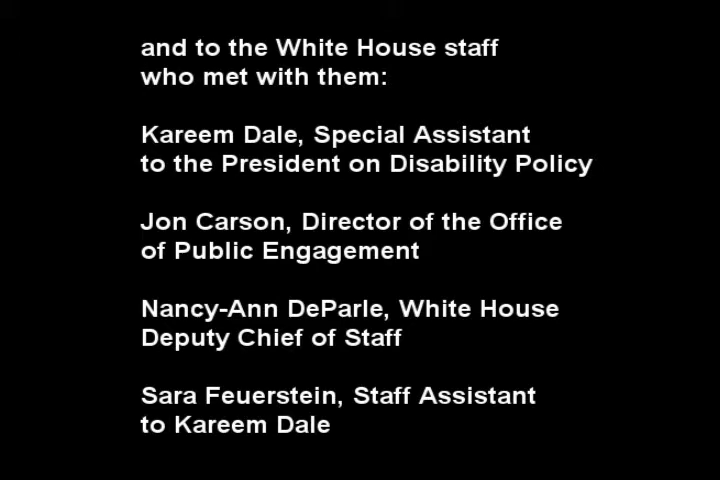 and to the White House staff
who met with them:
Kareem Dale, Special Assistant
to the President on Disability Policy
Jon Carson, Director of the Office
of Public Engagement
Nancy-Ann DeParle, White House
Deputy Chief of Staff
Sara Feuerstein, Staff Assistant
to Kareem Dale